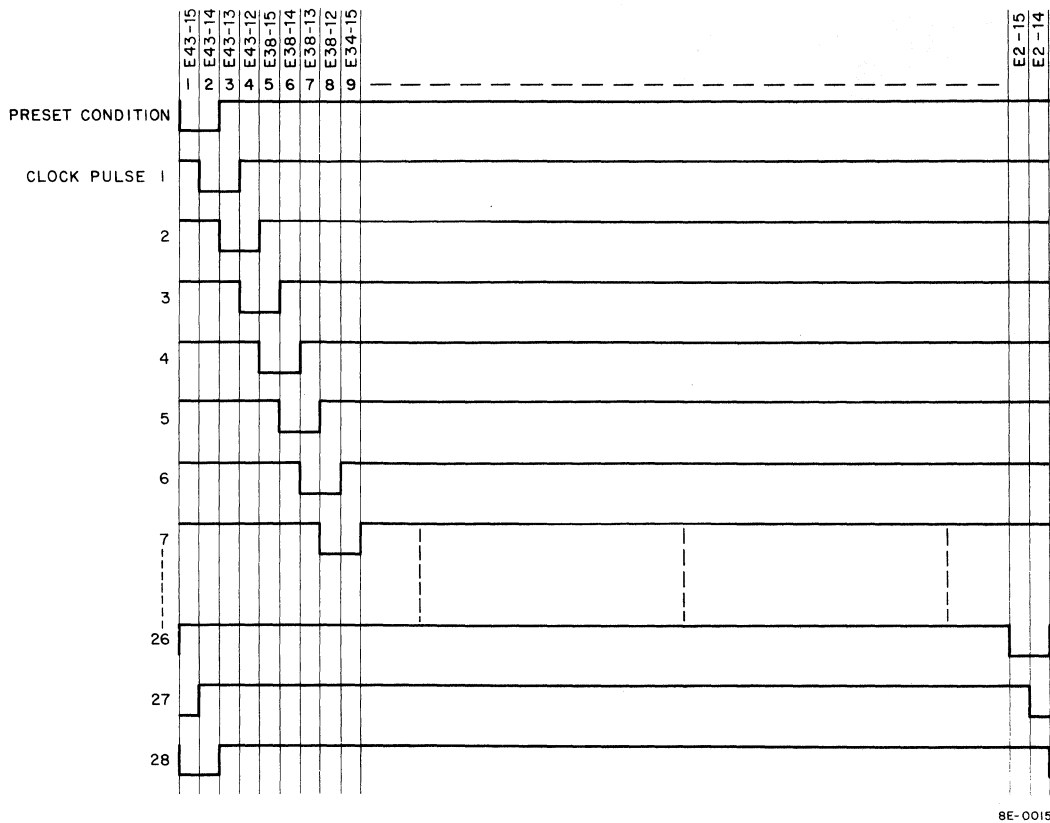 E43-15
E43-14
E43-13
E43-12
E38-15
E38-14
E38-13
E38-12
E34-15
E2-15
E2-14
1 2 3 4 5 6 7 8 9
PRESET CONDITION
CLOCK PULSE 1
2
3
4
5
6
7
26
27
28
8E-0015